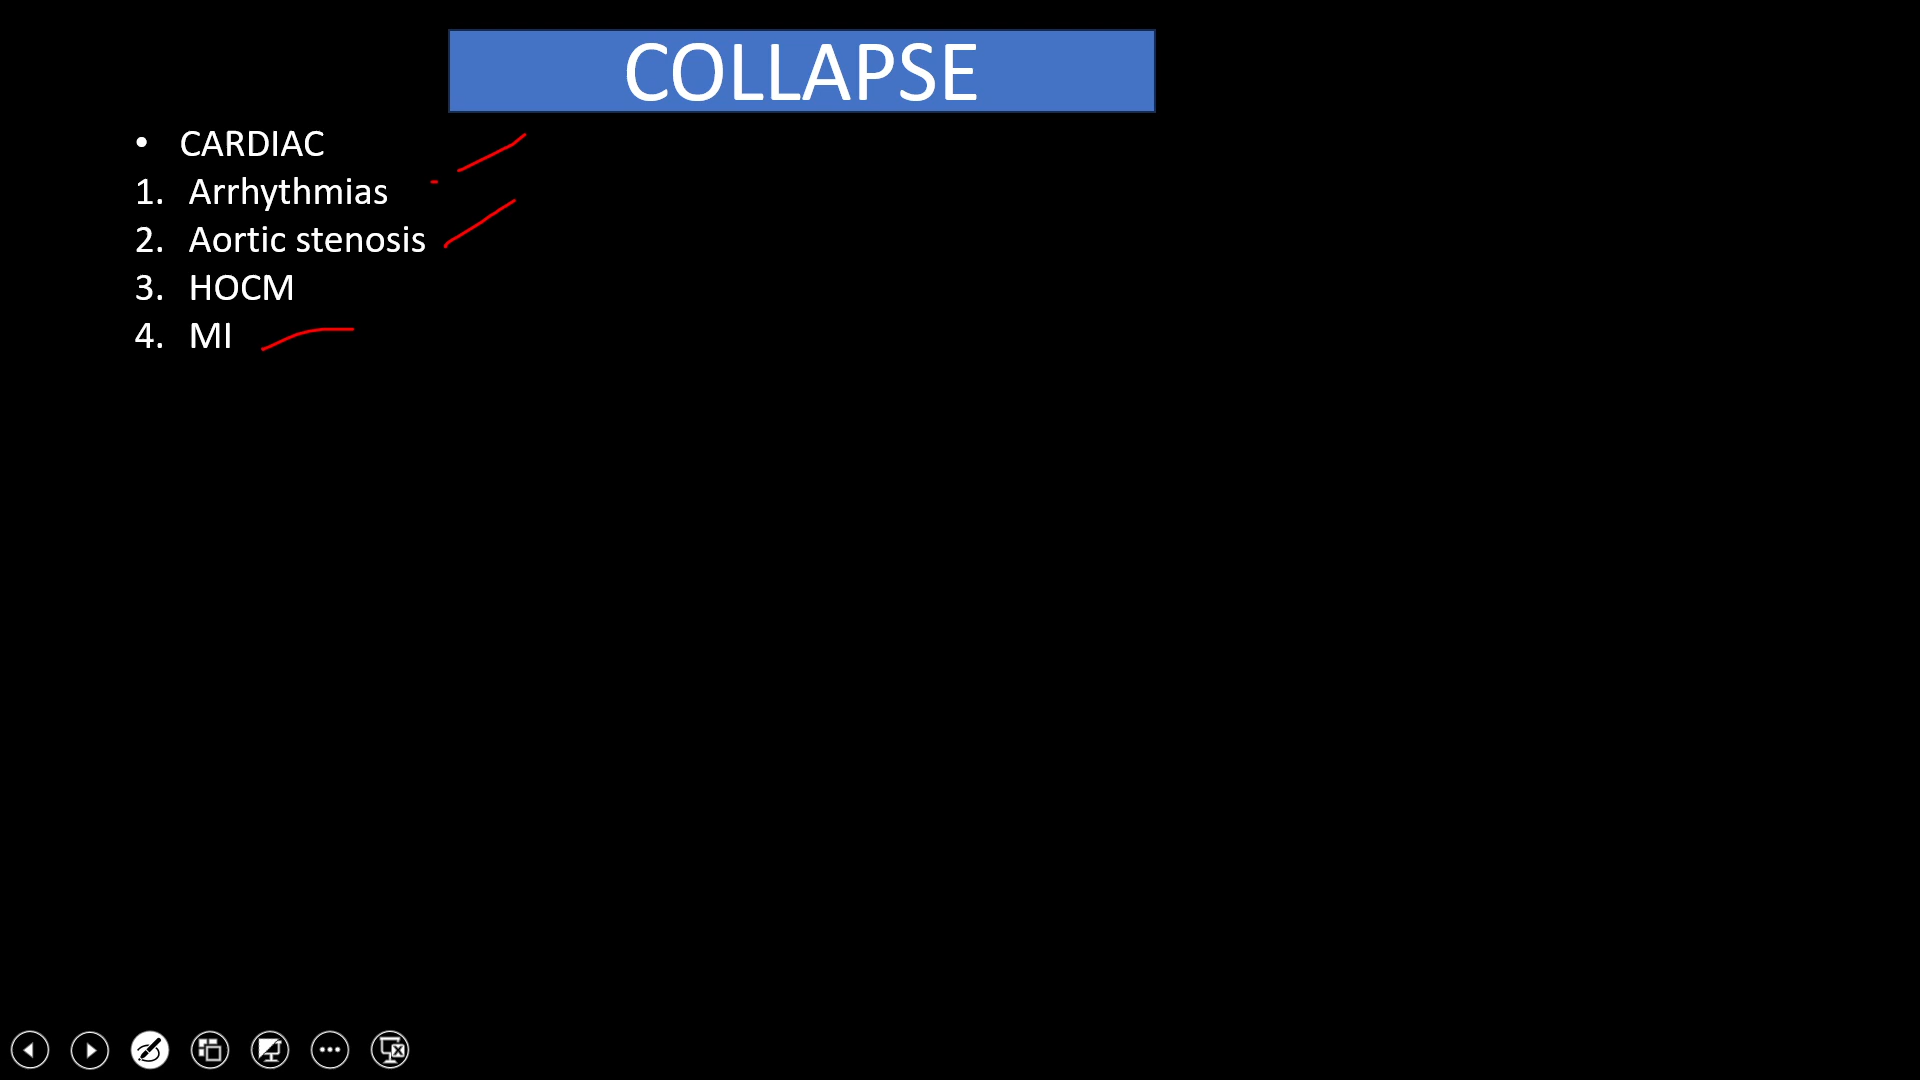 COLLAPSE
• CARDIAC
1. Arrhythmias
2. Aortic stenosis
3. HOCM
4. MI